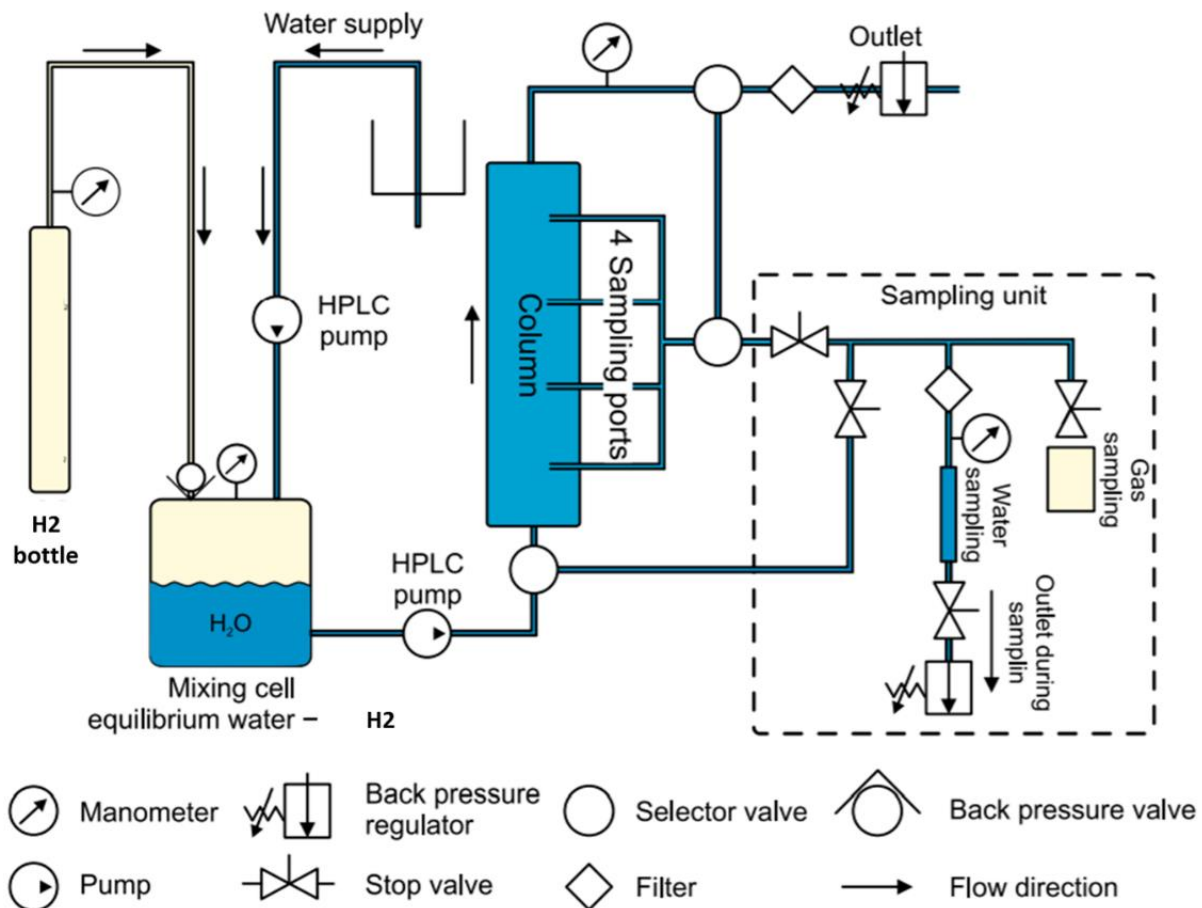 Water supply
Outlet
HPLC
pump
Column
4 Sampling ports
Sampling unit
Gas
sampling
Water
sampling
Outlet during
samplin
H2
bottle
HPLC
pump
H₂O
Mixing cell
equilibrium water – H2
Manometer
Back pressure
regulator
Selector valve
Back pressure valve
Pump
Stop valve
Filter
Flow direction